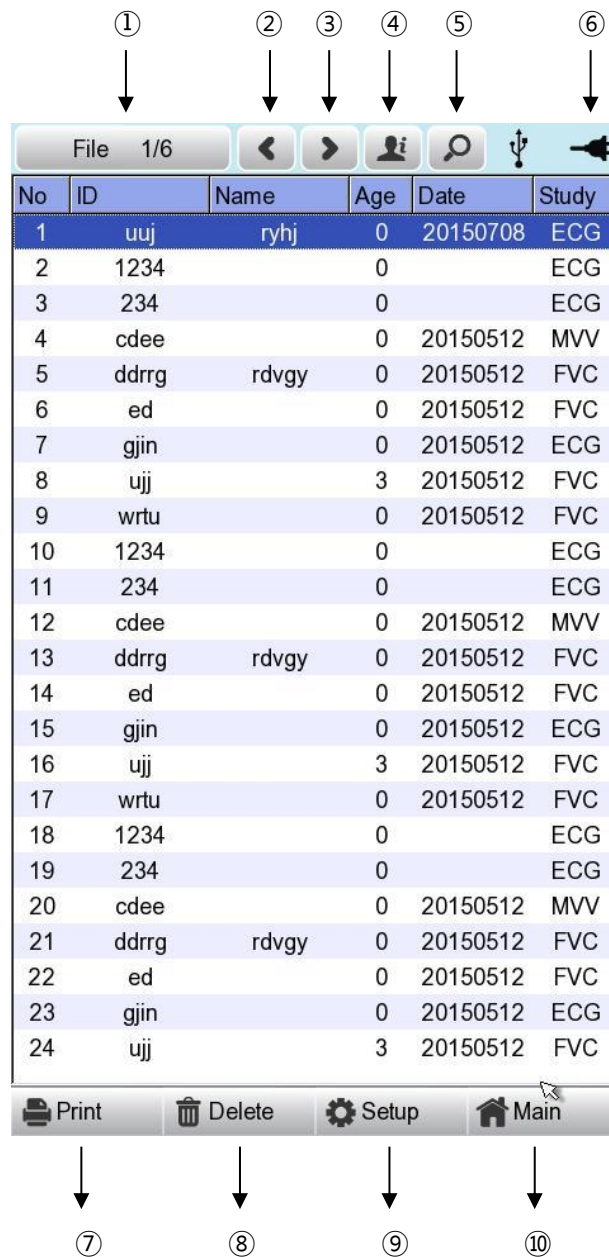 ① ② ③ ④ ⑤ ⑥
File 1/6
No ID Name Age Date Study
1 uuj ryhj 0 20150708 ECG
2 1234 0 ECG
3 234 0 ECG
4 cdee 0 20150512 MVV
5 ddrrg rdvgy 0 20150512 FVC
6 ed 0 20150512 FVC
7 gjin 0 20150512 ECG
8 ujj 3 20150512 FVC
9 wrtu 0 20150512 FVC
10 1234 0 ECG
11 234 0 ECG
12 cdee 0 20150512 MVV
13 ddrrg rdvgy 0 20150512 FVC
14 ed 0 20150512 FVC
15 gjin 0 20150512 ECG
16 ujj 3 20150512 FVC
17 wrtu 0 20150512 FVC
18 1234 0 ECG
19 234 0 ECG
20 cdee 0 20150512 MVV
21 ddrrg rdvgy 0 20150512 FVC
22 ed 0 20150512 FVC
23 gjin 0 20150512 ECG
24 ujj 3 20150512 FVC
Print Delete Setup Main
⑦ ⑧ ⑨ ⑩